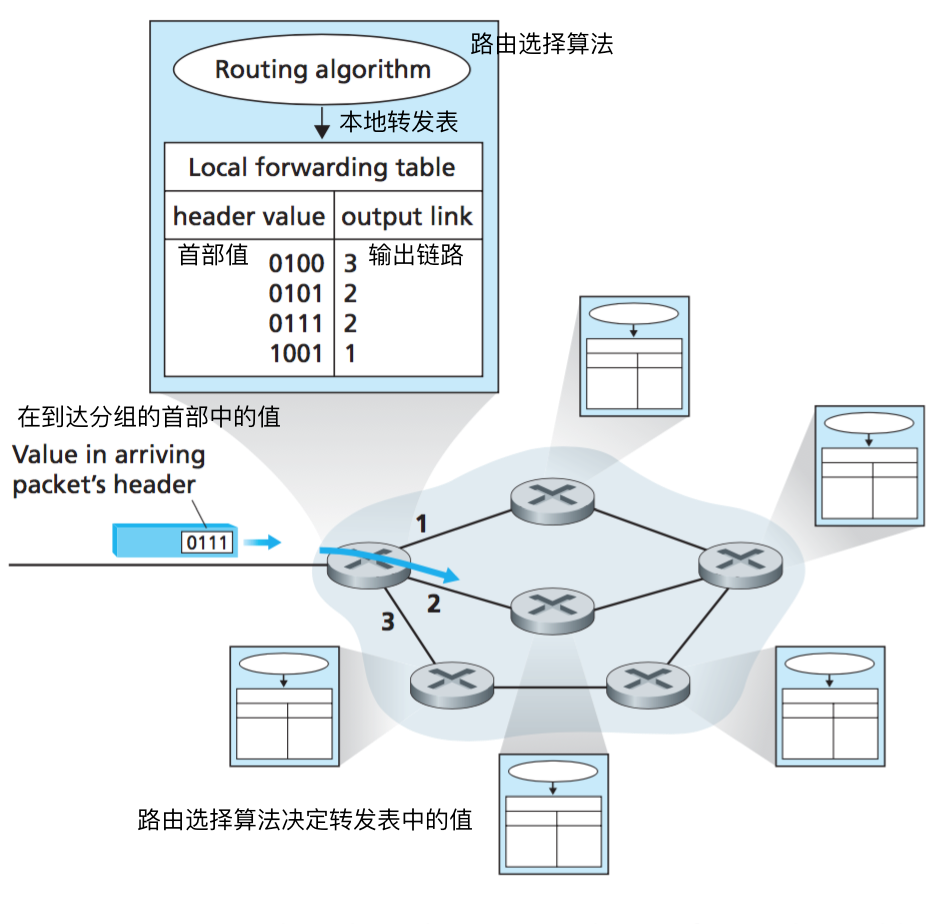 路由选择算法
Routing algorithm
本地转发表
Local forwarding table
header value output link
首部值 输出链路
0100 3
0101 2
0111 2
1001 1
在到达分组的首部中的值
Value in arriving
packet's header
0111
1
2
3
路由选择算法决定转发表中的值